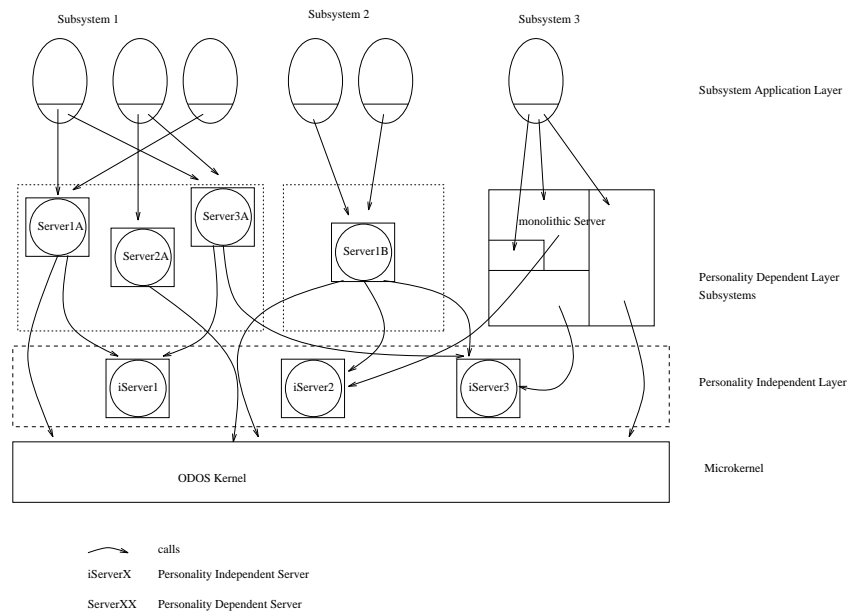 Subsystem 1
Subsystem 2
Subsystem 3
Subsystem Application Layer
Server1A
Server2A
Server3A
Server1B
monolithic Server
Personality Dependent Layer
Subsystems
iServer1
iServer2
iServer3
Personality Independent Layer
ODOS Kernel
Microkernel
calls
iServerX Personality Independent Server
ServerXX Personality Dependent Server